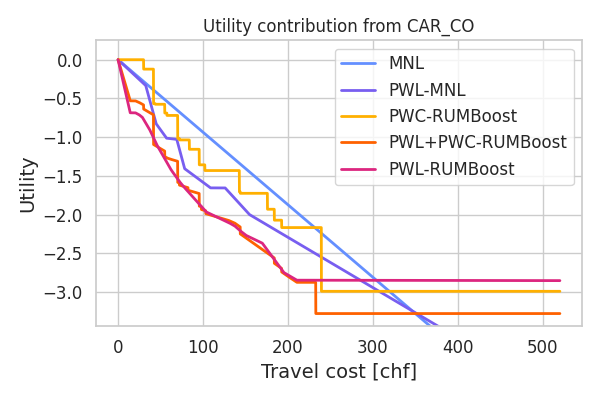 Utility contribution from CAR_CO
MNL
PWL-MNL
PWC-RUMBoost
PWL+PWC-RUMBoost
PWL-RUMBoost
Utility
0.0
−0.5
−1.0
−1.5
−2.0
−2.5
−3.0
0 100 200 300 400 500
Travel cost [chf]